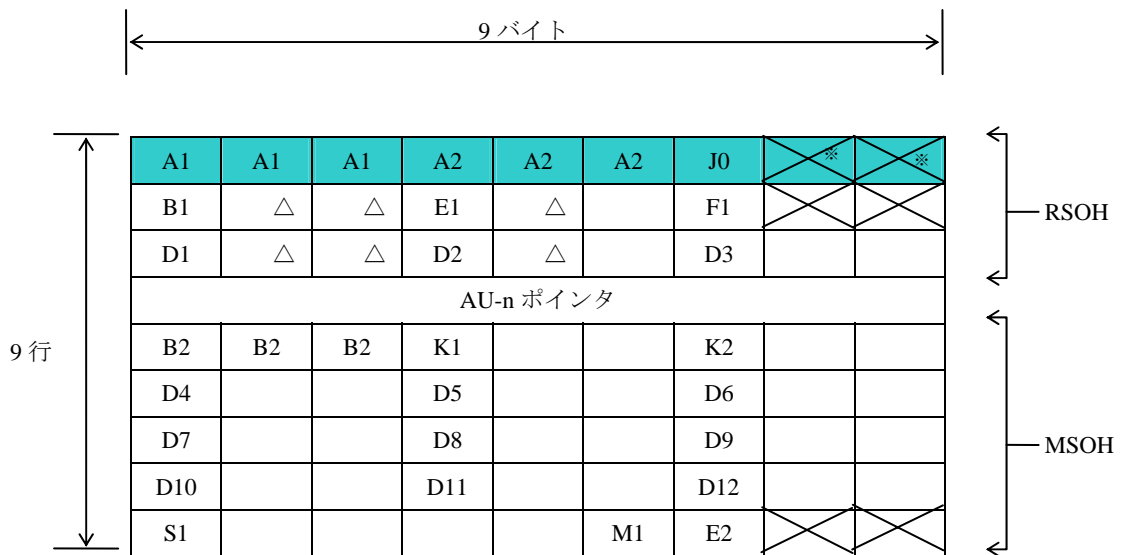 9 バイト
A1 A1 A1 A2 A2 A2 J0 ※ ※
B1 △ △ E1 △ F1
RSOH
D1 △ △ D2 △ D3
AU-n ポインタ
9 行
B2 B2 B2 K1 K2
D4 D5 D6
D7 D8 D9
MSOH
D10 D11 D12
S1 M1 E2